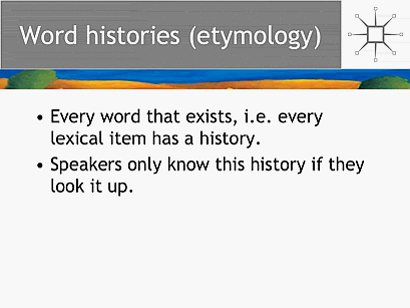 Word histories (etymology)
• Every word that exists, i.e. every
lexical item has a history.
• Speakers only know this history if they
look it up.